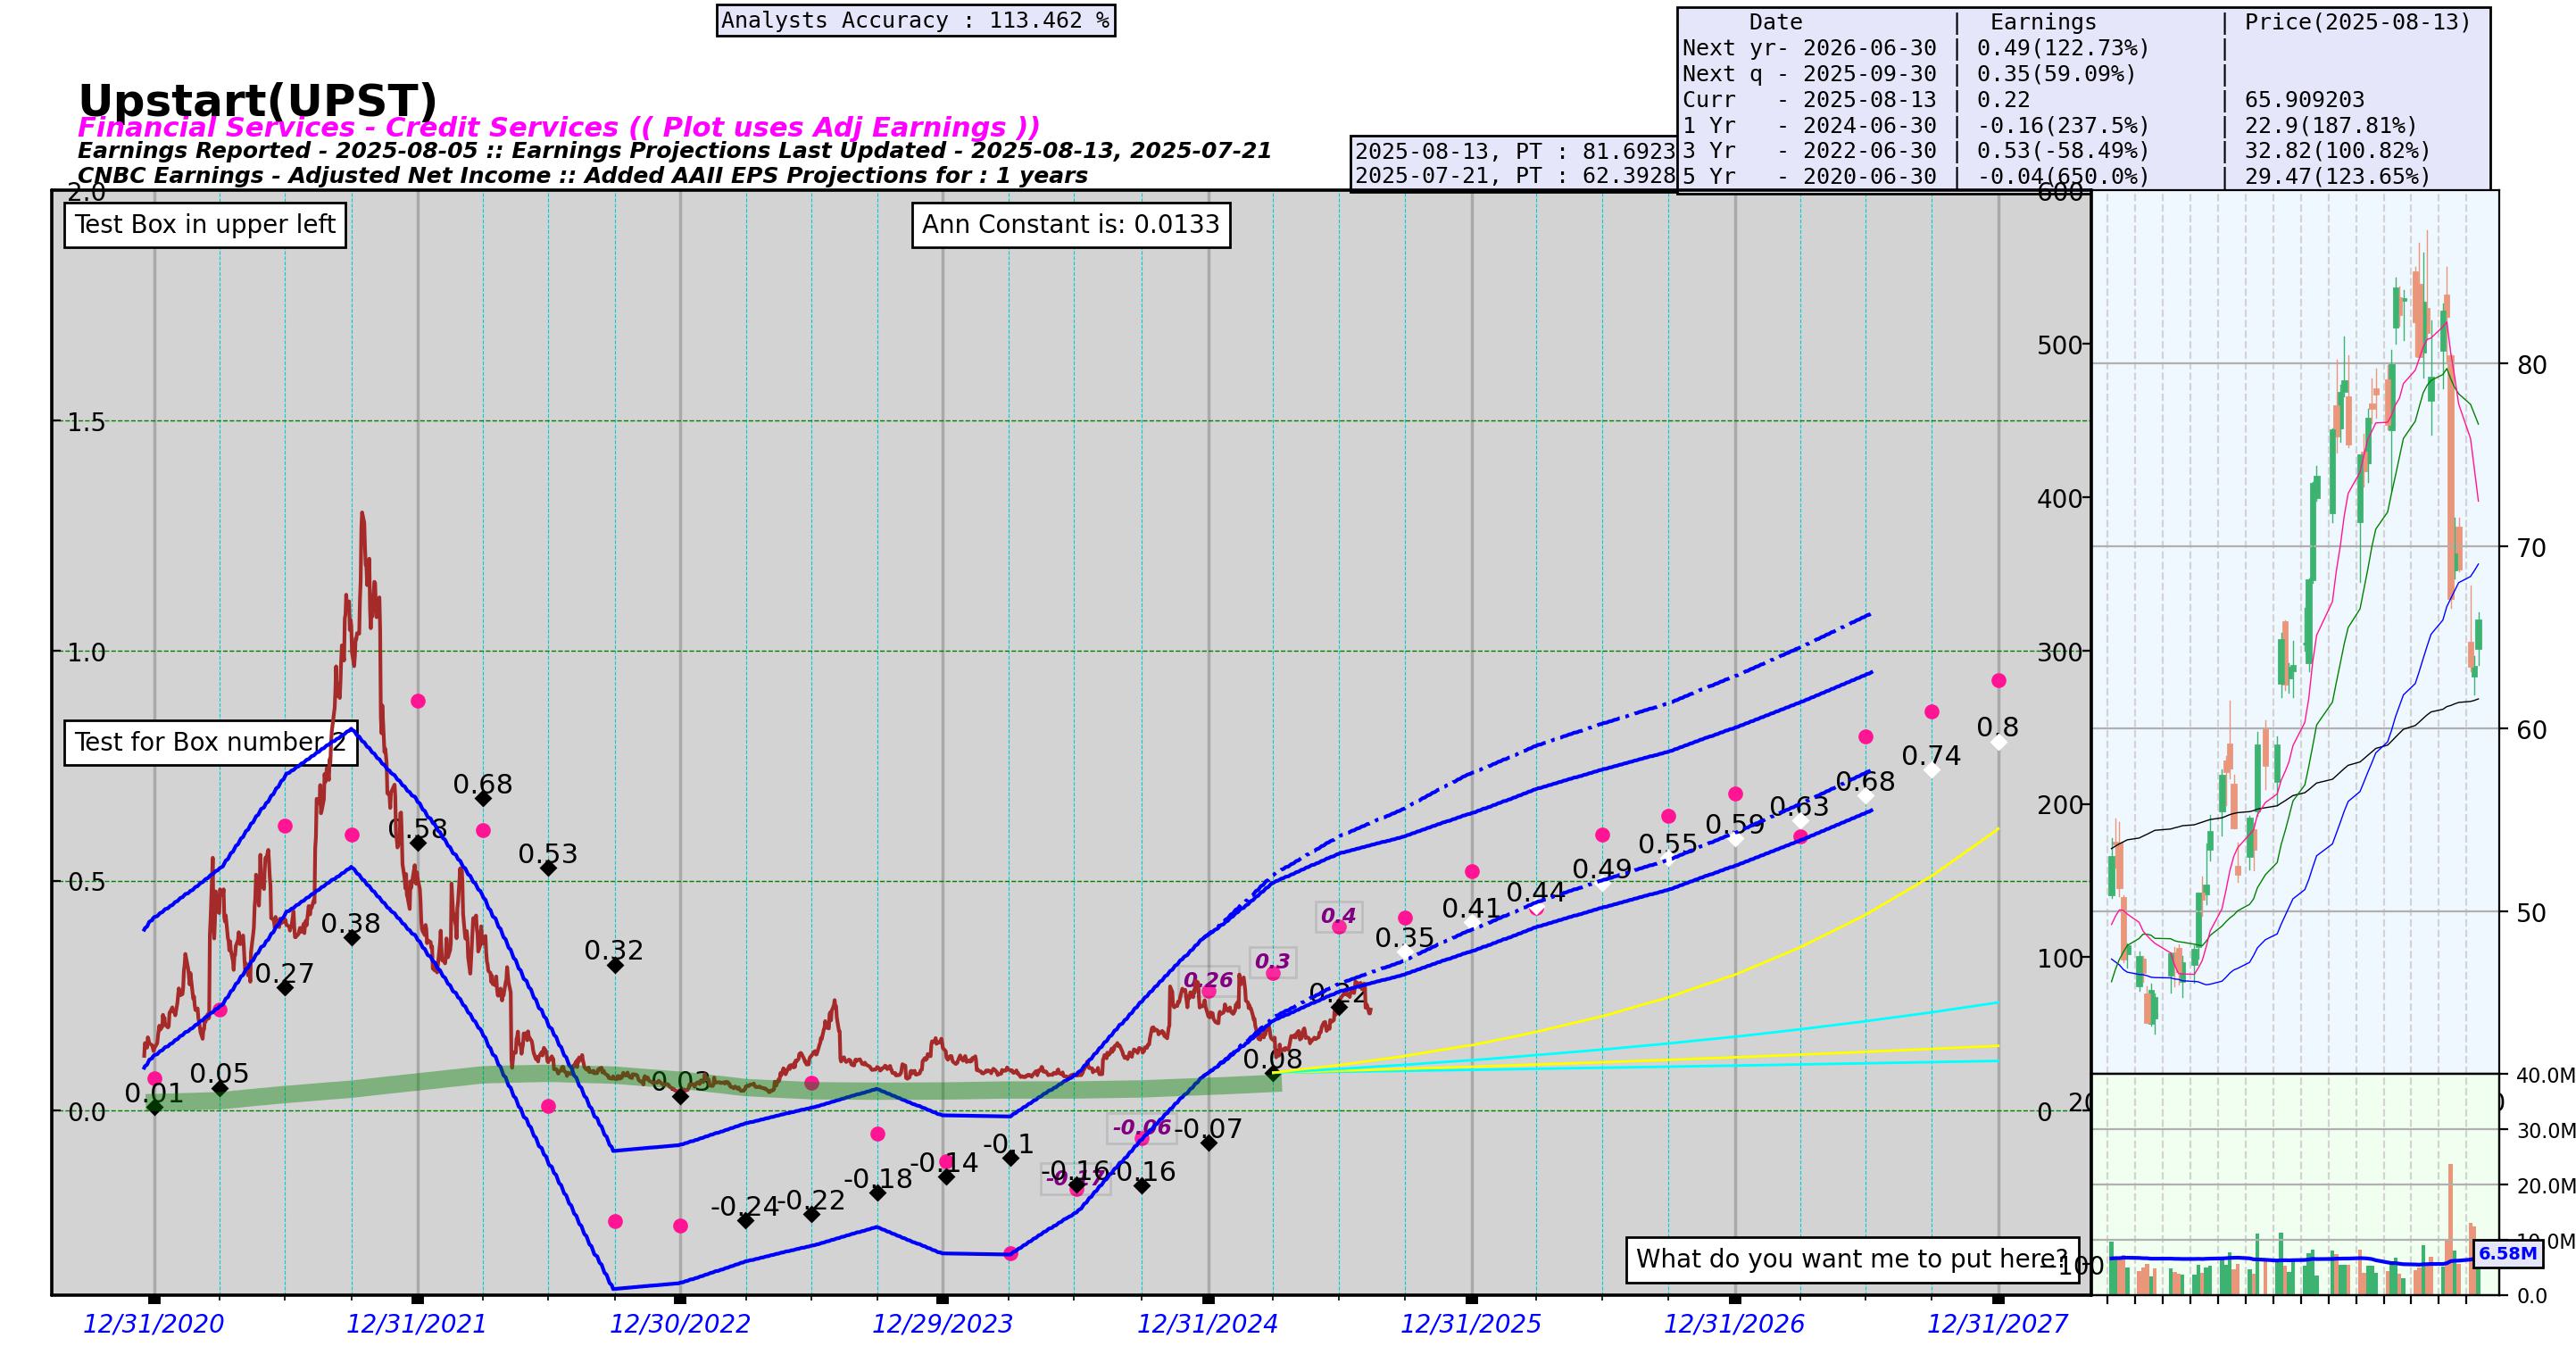 Analysts Accuracy : 113.462 %
Date | Earnings | Price(2025-08-13)
Next yr- 2026-06-30 | 0.49(122.73%) |
Next q - 2025-09-30 | 0.35(59.09%) |
Curr - 2025-08-13 | 0.22 | 65.909203
1 Yr - 2024-06-30 | -0.16(237.5%) | 22.9(187.81%)
3 Yr - 2022-06-30 | 0.53(-58.49%) | 32.82(100.82%)
5 Yr - 2020-06-30 | -0.04(650.0%) | 29.47(123.65%)
Upstart(UPST)
Financial Services - Credit Services (( Plot uses Adj Earnings ))
Earnings Reported - 2025-08-05 :: Earnings Projections Last Updated - 2025-08-13, 2025-07-21
CNBC Earnings - Adjusted Net Income :: Added AAII EPS Projections for : 1 years
2025-08-13, PT : 81.6923
2025-07-21, PT : 62.3928
Test Box in upper left
Ann Constant is: 0.0133
Test for Box number 2
What do you want me to put here?
2.0
1.5
1.0
0.5
0.0
600
500
400
300
200
100
0
-100
80
70
60
50
40.0M
30.0M
20.0M
10.0M
0.0
6.58M
0.01
0.05
0.27
0.38
0.58
0.68
0.53
0.32
0.03
-0.24
-0.22
-0.18
-0.14
-0.1
-0.16
-0.17
-0.16
-0.06
-0.07
0.26
0.08
0.3
0.22
0.4
0.35
0.41
0.44
0.49
0.55
0.59
0.63
0.68
0.74
0.8
12/31/2020
12/31/2021
12/30/2022
12/29/2023
12/31/2024
12/31/2025
12/31/2026
12/31/2027